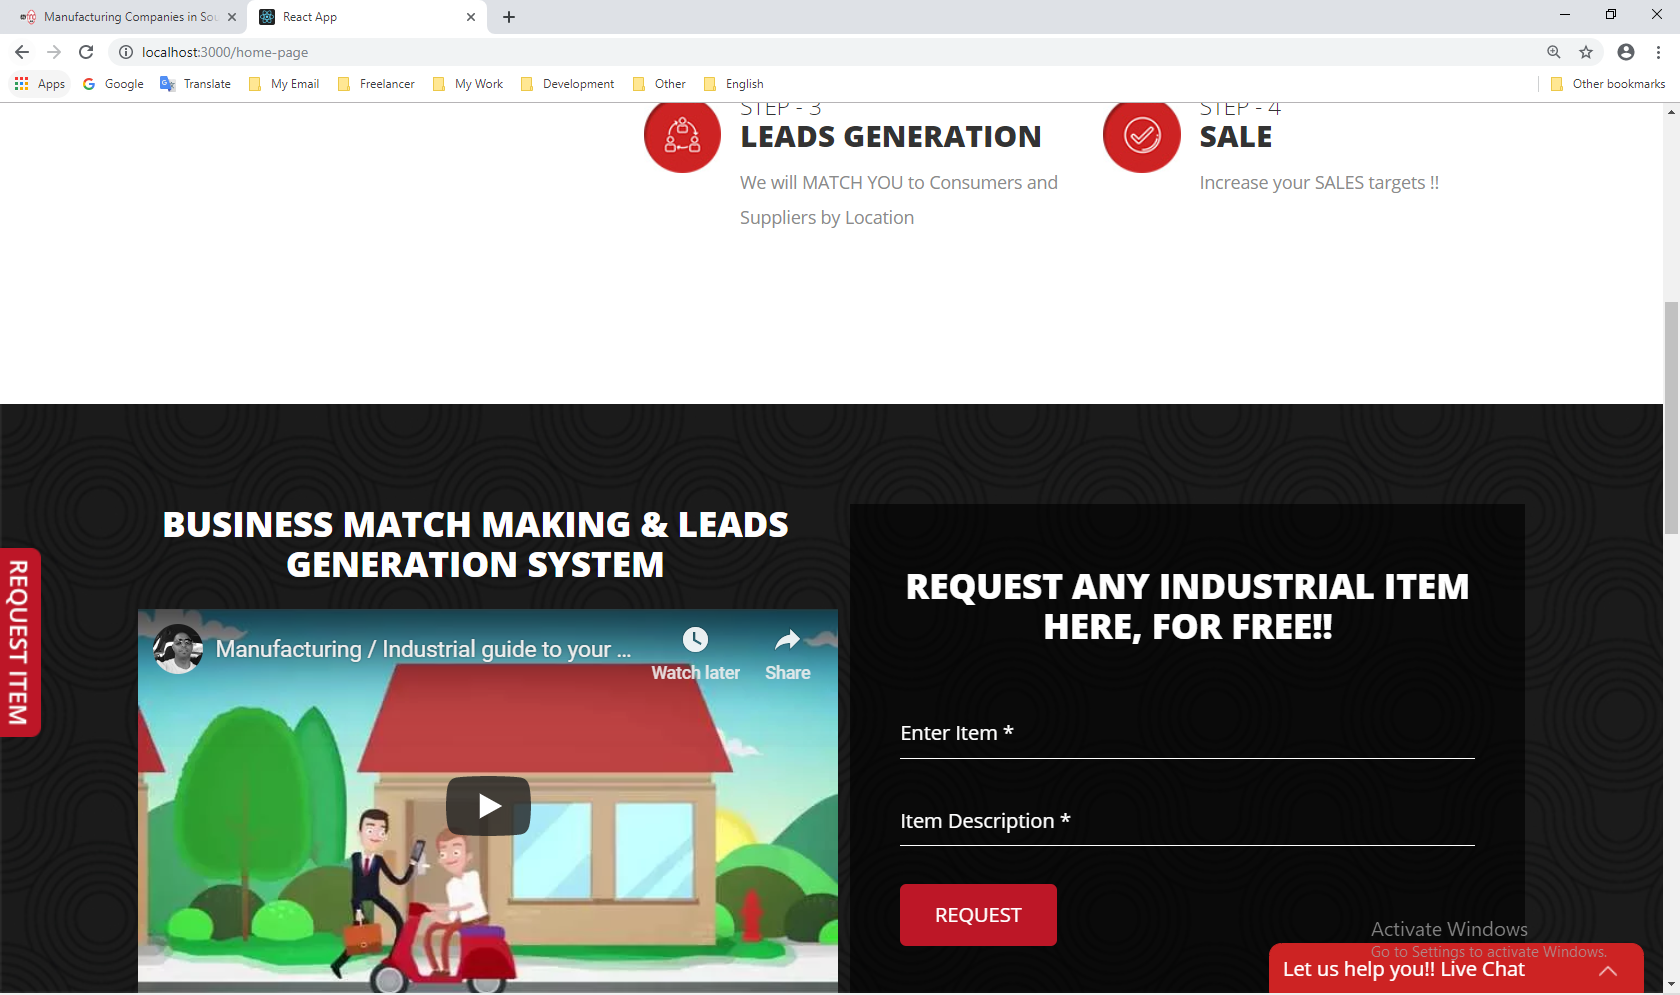 Manufacturing Companies in Sou
React App
localhost:3000/home-page
Apps
Google
Translate
My Email
Freelancer
My Work
Development
Other
English
Other bookmarks
STEP - 3
LEADS GENERATION
We will MATCH YOU to Consumers and
Suppliers by Location
STEP - 4
SALE
Increase your SALES targets !!
BUSINESS MATCH MAKING & LEADS
GENERATION SYSTEM
REQUEST ITEM
Manufacturing / Industrial guide to your ...
Watch later
Share
REQUEST ANY INDUSTRIAL ITEM
HERE, FOR FREE!!
Enter Item *
Item Description *
REQUEST
Activate Windows
Go to Settings to activate Windows.
Let us help you!! Live Chat